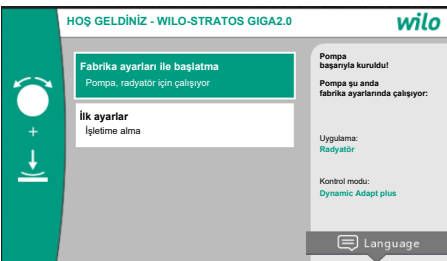 HOŞ GELDİNİZ - WILO-STRATOS GIGA2.0
wilo
Fabrika ayarları ile başlatma
Pompa, radyatör için çalışıyor
İlk ayarlar
İşletime alma
+
Pompa
başarıyla kuruldu!
Pompa şu anda
fabrika ayarlarında çalışıyor:
Uygulama:
Radyatör
Kontrol modu:
Dynamic Adapt plus
Language